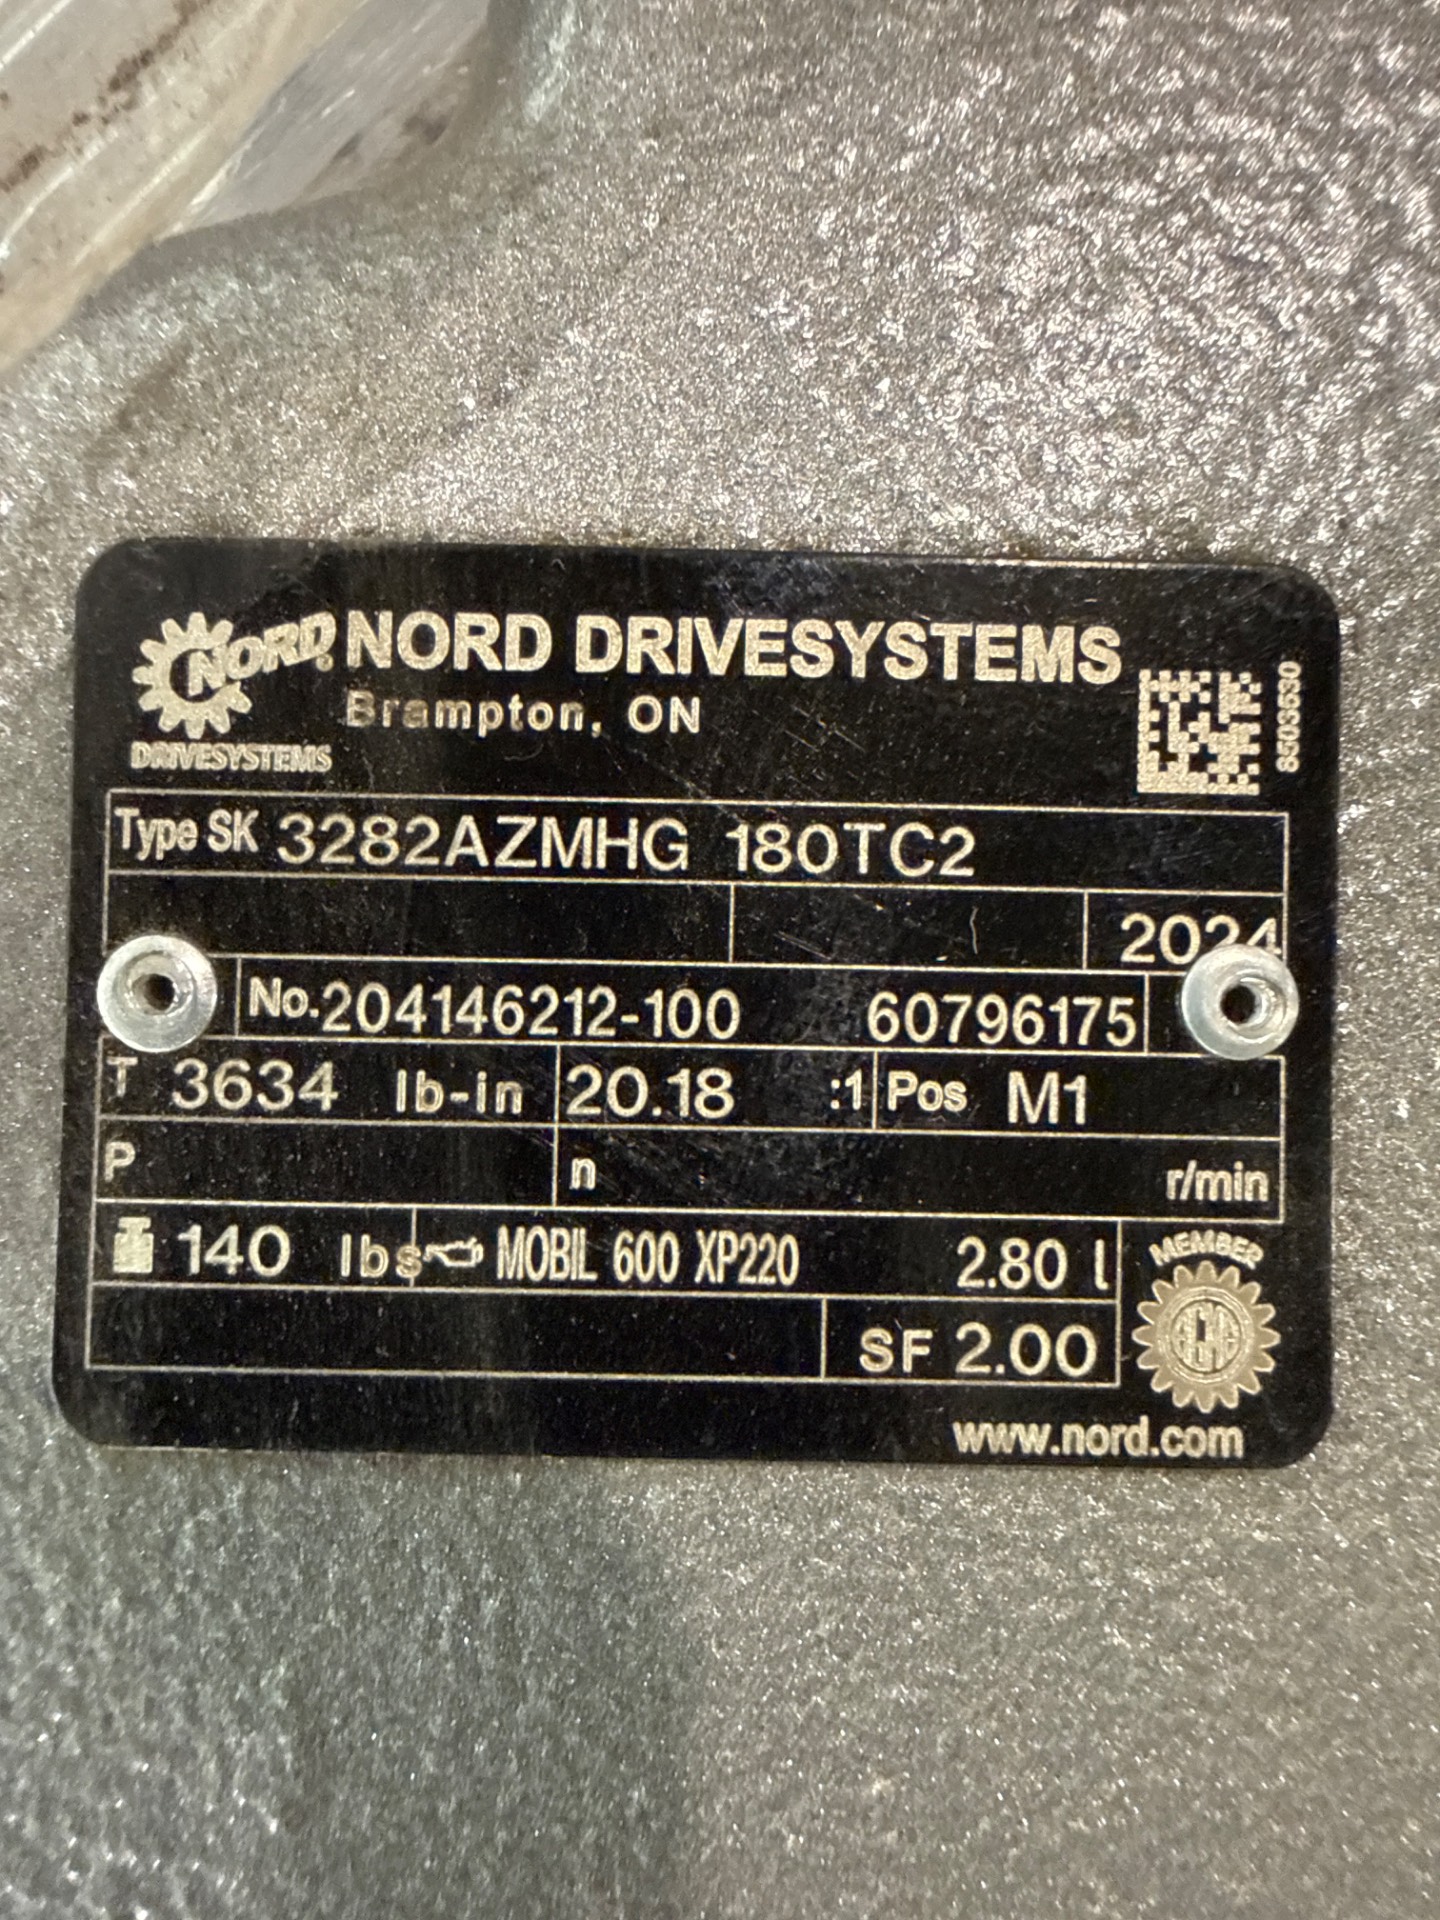 NORD
DRIVESYSTEMS
NORD DRIVESYSTEMS
Brampton, ON
8503530
Type SK 3282AZMHG 180TC2
2024
No. 204146212-100 60796175
T 3634 lb-in 20.18 :1 Pos M1
P n r/min
140 lbs MOBIL 600 XP220 2.80 l
MEMBER
SF 2.00
www.nord.com